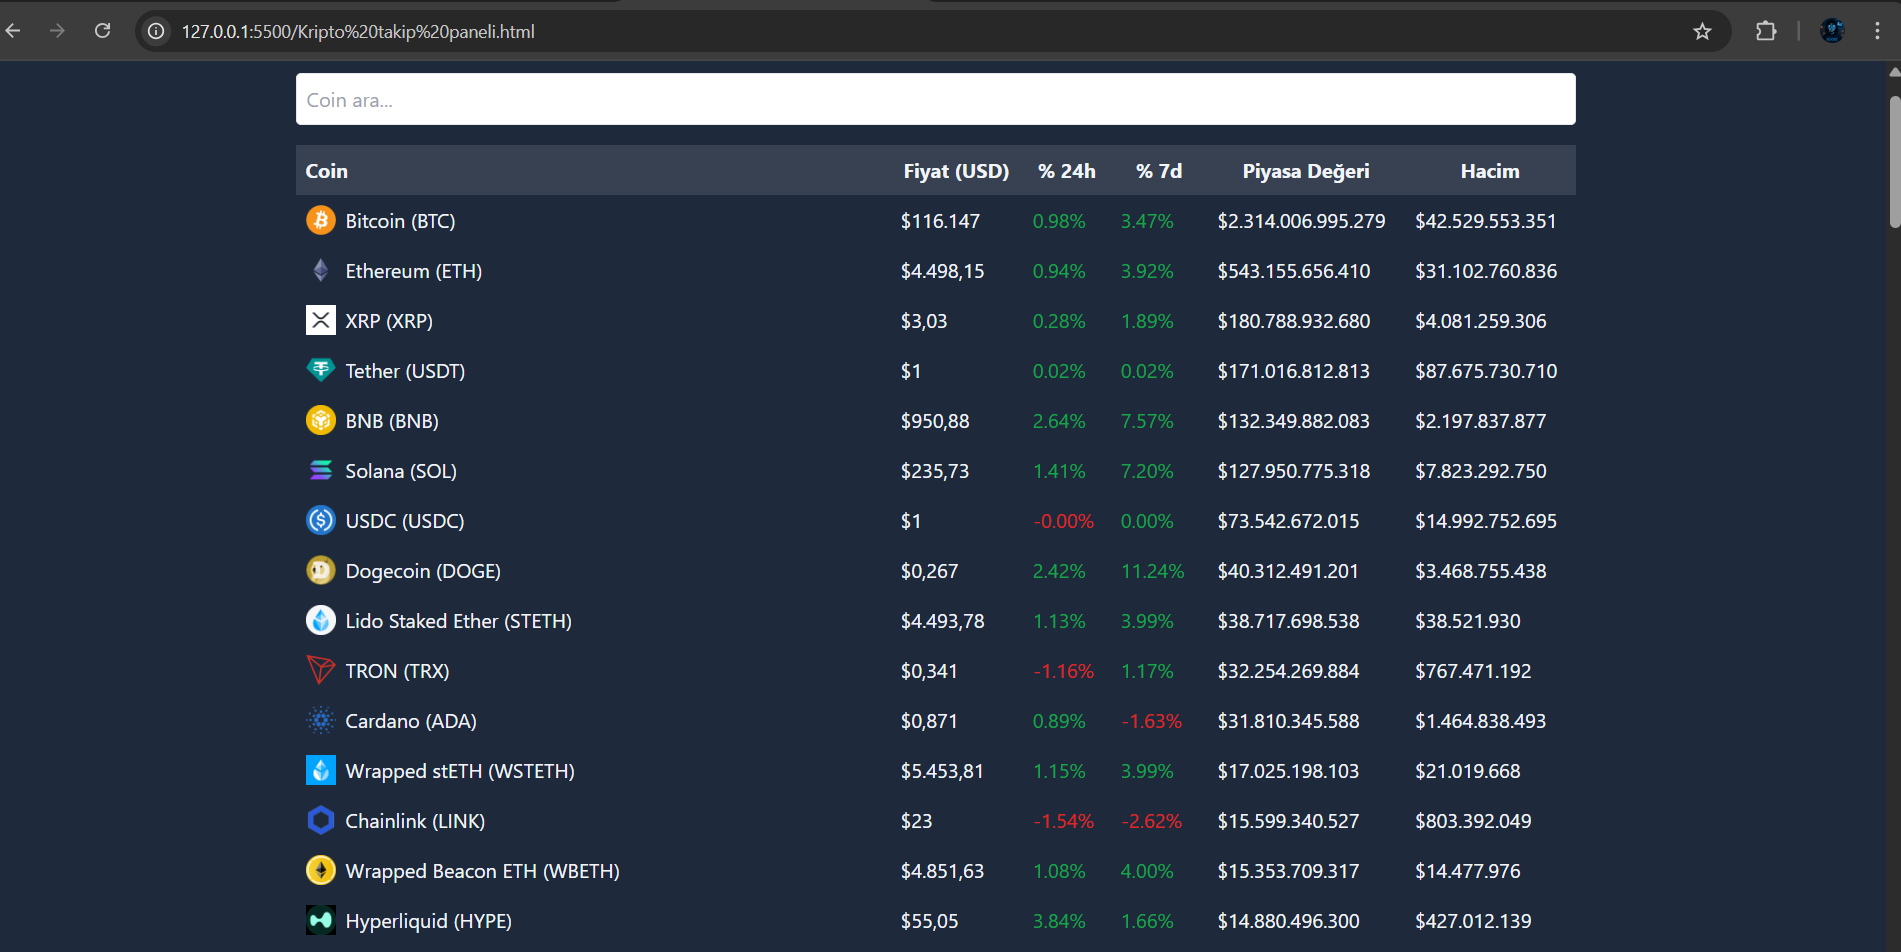 127.0.0.1:5500/Kripto%20takip%20paneli.html
Coin ara...
Coin Fiyat (USD) % 24h % 7d Piyasa Değeri Hacim
Bitcoin (BTC) $116.147 0.98% 3.47% $2.314.006.995.279 $42.529.553.351
Ethereum (ETH) $4.498,15 0.94% 3.92% $543.155.656.410 $31.102.760.836
XRP (XRP) $3,03 0.28% 1.89% $180.788.932.680 $4.081.259.306
Tether (USDT) $1 0.02% 0.02% $171.016.812.813 $87.675.730.710
BNB (BNB) $950,88 2.64% 7.57% $132.349.882.083 $2.197.837.877
Solana (SOL) $235,73 1.41% 7.20% $127.950.775.318 $7.823.292.750
USDC (USDC) $1 -0.00% 0.00% $73.542.672.015 $14.992.752.695
Dogecoin (DOGE) $0,267 2.42% 11.24% $40.312.491.201 $3.468.755.438
Lido Staked Ether (STETH) $4.493,78 1.13% 3.99% $38.717.698.538 $38.521.930
TRON (TRX) $0,341 -1.16% 1.17% $32.254.269.884 $767.471.192
Cardano (ADA) $0,871 0.89% -1.63% $31.810.345.588 $1.464.838.493
Wrapped stETH (WSTETH) $5.453,81 1.15% 3.99% $17.025.198.103 $21.019.668
Chainlink (LINK) $23 -1.54% -2.62% $15.599.340.527 $803.392.049
Wrapped Beacon ETH (WBETH) $4.851,63 1.08% 4.00% $15.353.709.317 $14.477.976
Hyperliquid (HYPE) $55,05 3.84% 1.66% $14.880.496.300 $427.012.139